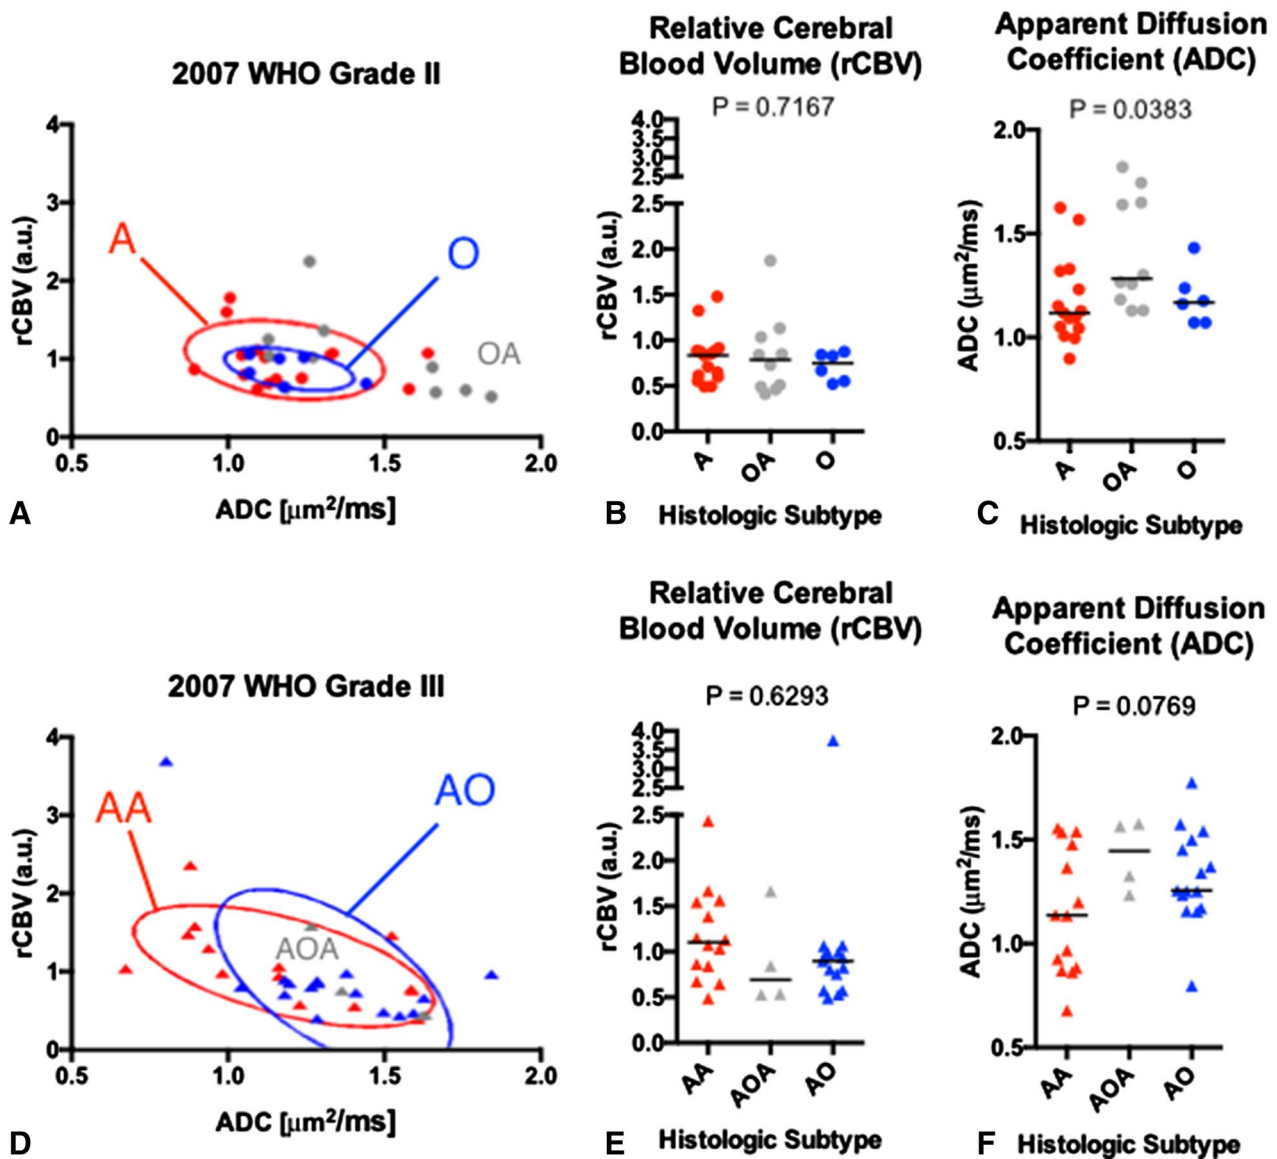 2007 WHO Grade II
4
3
2
1
0
rCBV (a.u.)
A
O
OA
0.5 1.0 1.5 2.0
ADC [μm²/ms]
A
Relative Cerebral
Blood Volume (rCBV)
P = 0.7167
4.0
3.5
3.0
2.5
2.5
2.0
1.5
1.0
0.5
0.0
rCBV (a.u.)
A OA O
Histologic Subtype
B
Apparent Diffusion
Coefficient (ADC)
P = 0.0383
2.0
1.5
1.0
0.5
ADC (μm²/ms)
A OA O
Histologic Subtype
C
2007 WHO Grade III
4
3
2
1
0
rCBV (a.u.)
AA
AO
AOA
0.5 1.0 1.5 2.0
ADC [μm²/ms]
D
Relative Cerebral
Blood Volume (rCBV)
P = 0.6293
4.0
3.5
3.0
2.5
2.5
2.0
1.5
1.0
0.5
0.0
rCBV (a.u.)
AA AOA AO
Histologic Subtype
E
Apparent Diffusion
Coefficient (ADC)
P = 0.0769
2.0
1.5
1.0
0.5
ADC (μm²/ms)
AA AOA AO
Histologic Subtype
F